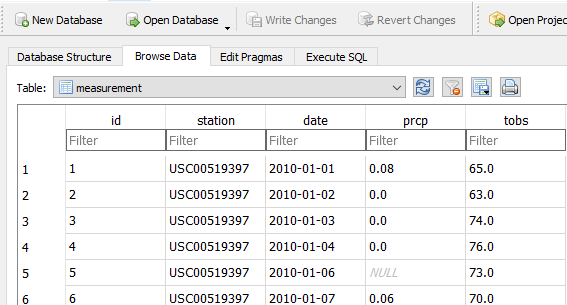 New Database Open Database Write Changes Revert Changes Open Projec
Database Structure Browse Data Edit Pragmas Execute SQL
Table: measurement
id station date prcp tobs
Filter Filter Filter Filter Filter
1 1 USC00519397 2010-01-01 0.08 65.0
2 2 USC00519397 2010-01-02 0.0 63.0
3 3 USC00519397 2010-01-03 0.0 74.0
4 4 USC00519397 2010-01-04 0.0 76.0
5 5 USC00519397 2010-01-06 NULL 73.0
6 6 USC00519397 2010-01-07 0.06 70.0